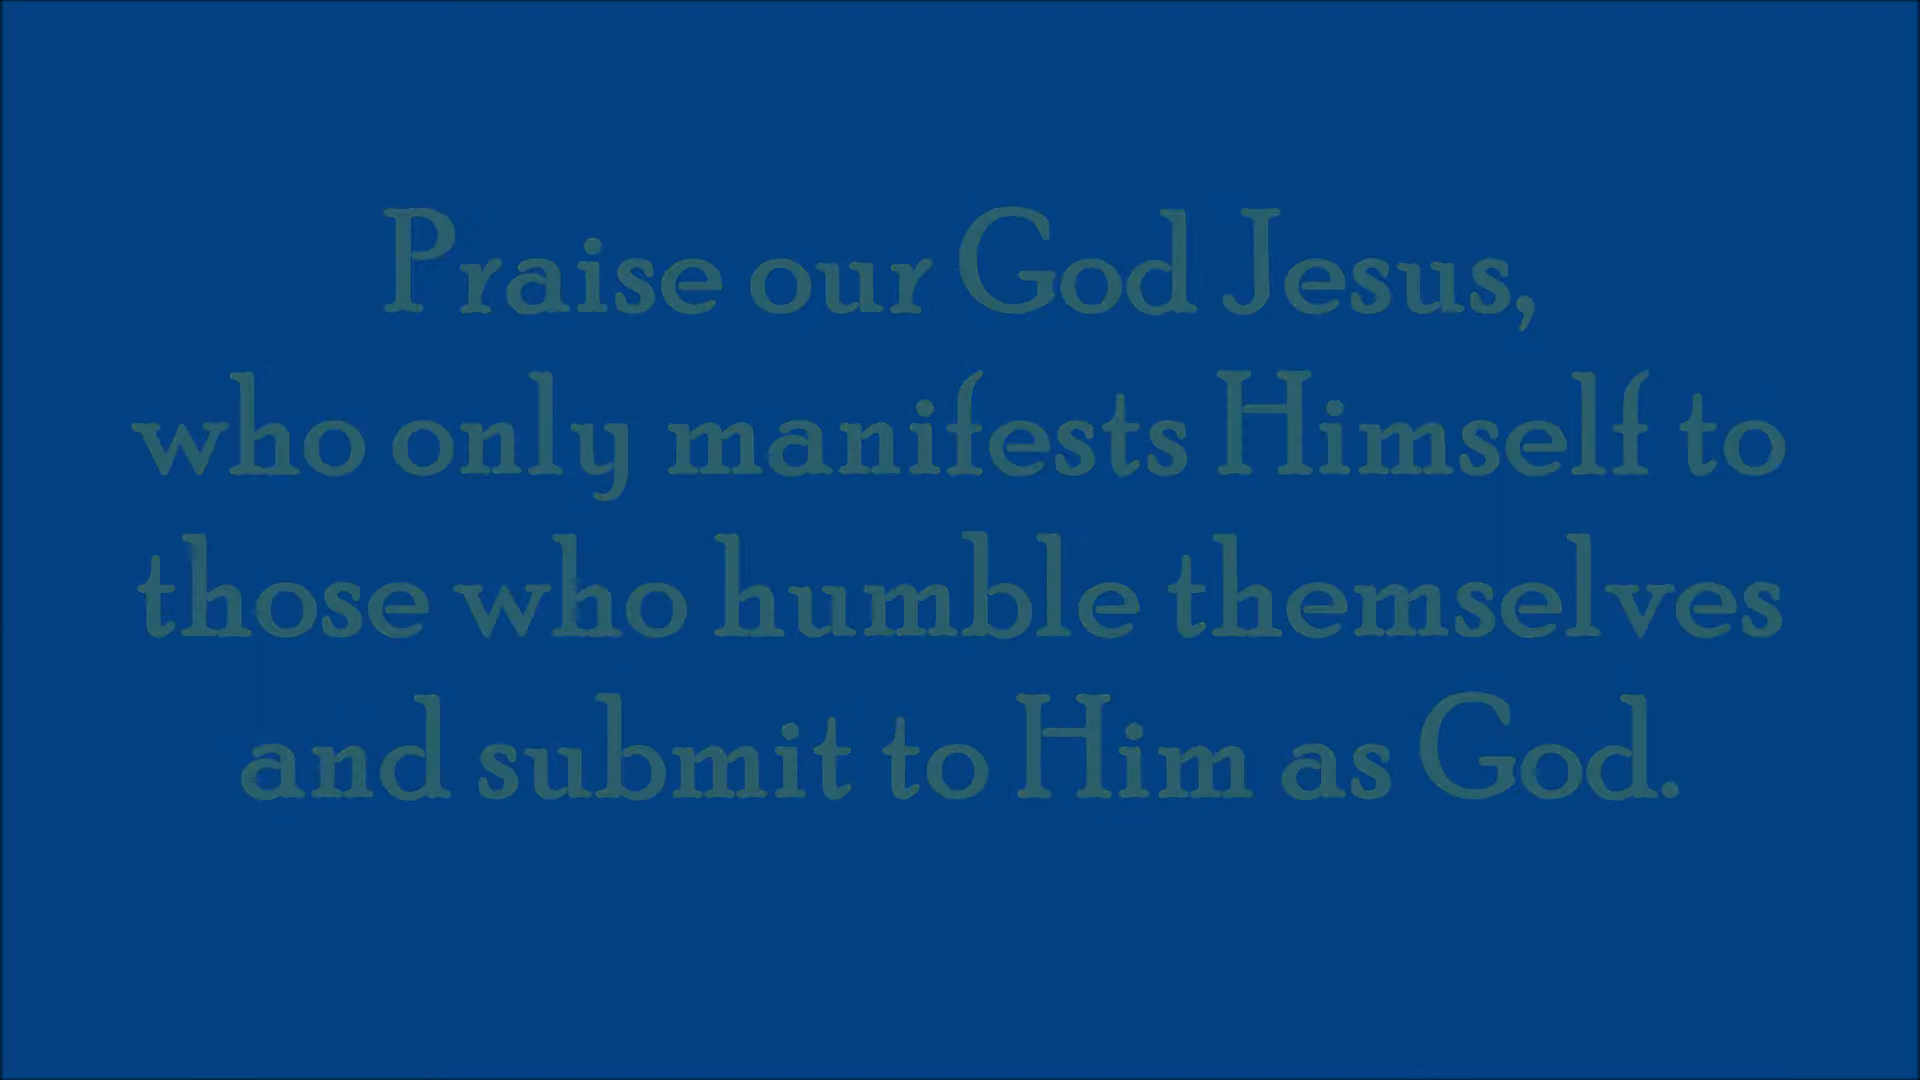 Praise our God Jesus,
who only manifests Himself to
those who humble themselves
and submit to Him as God.